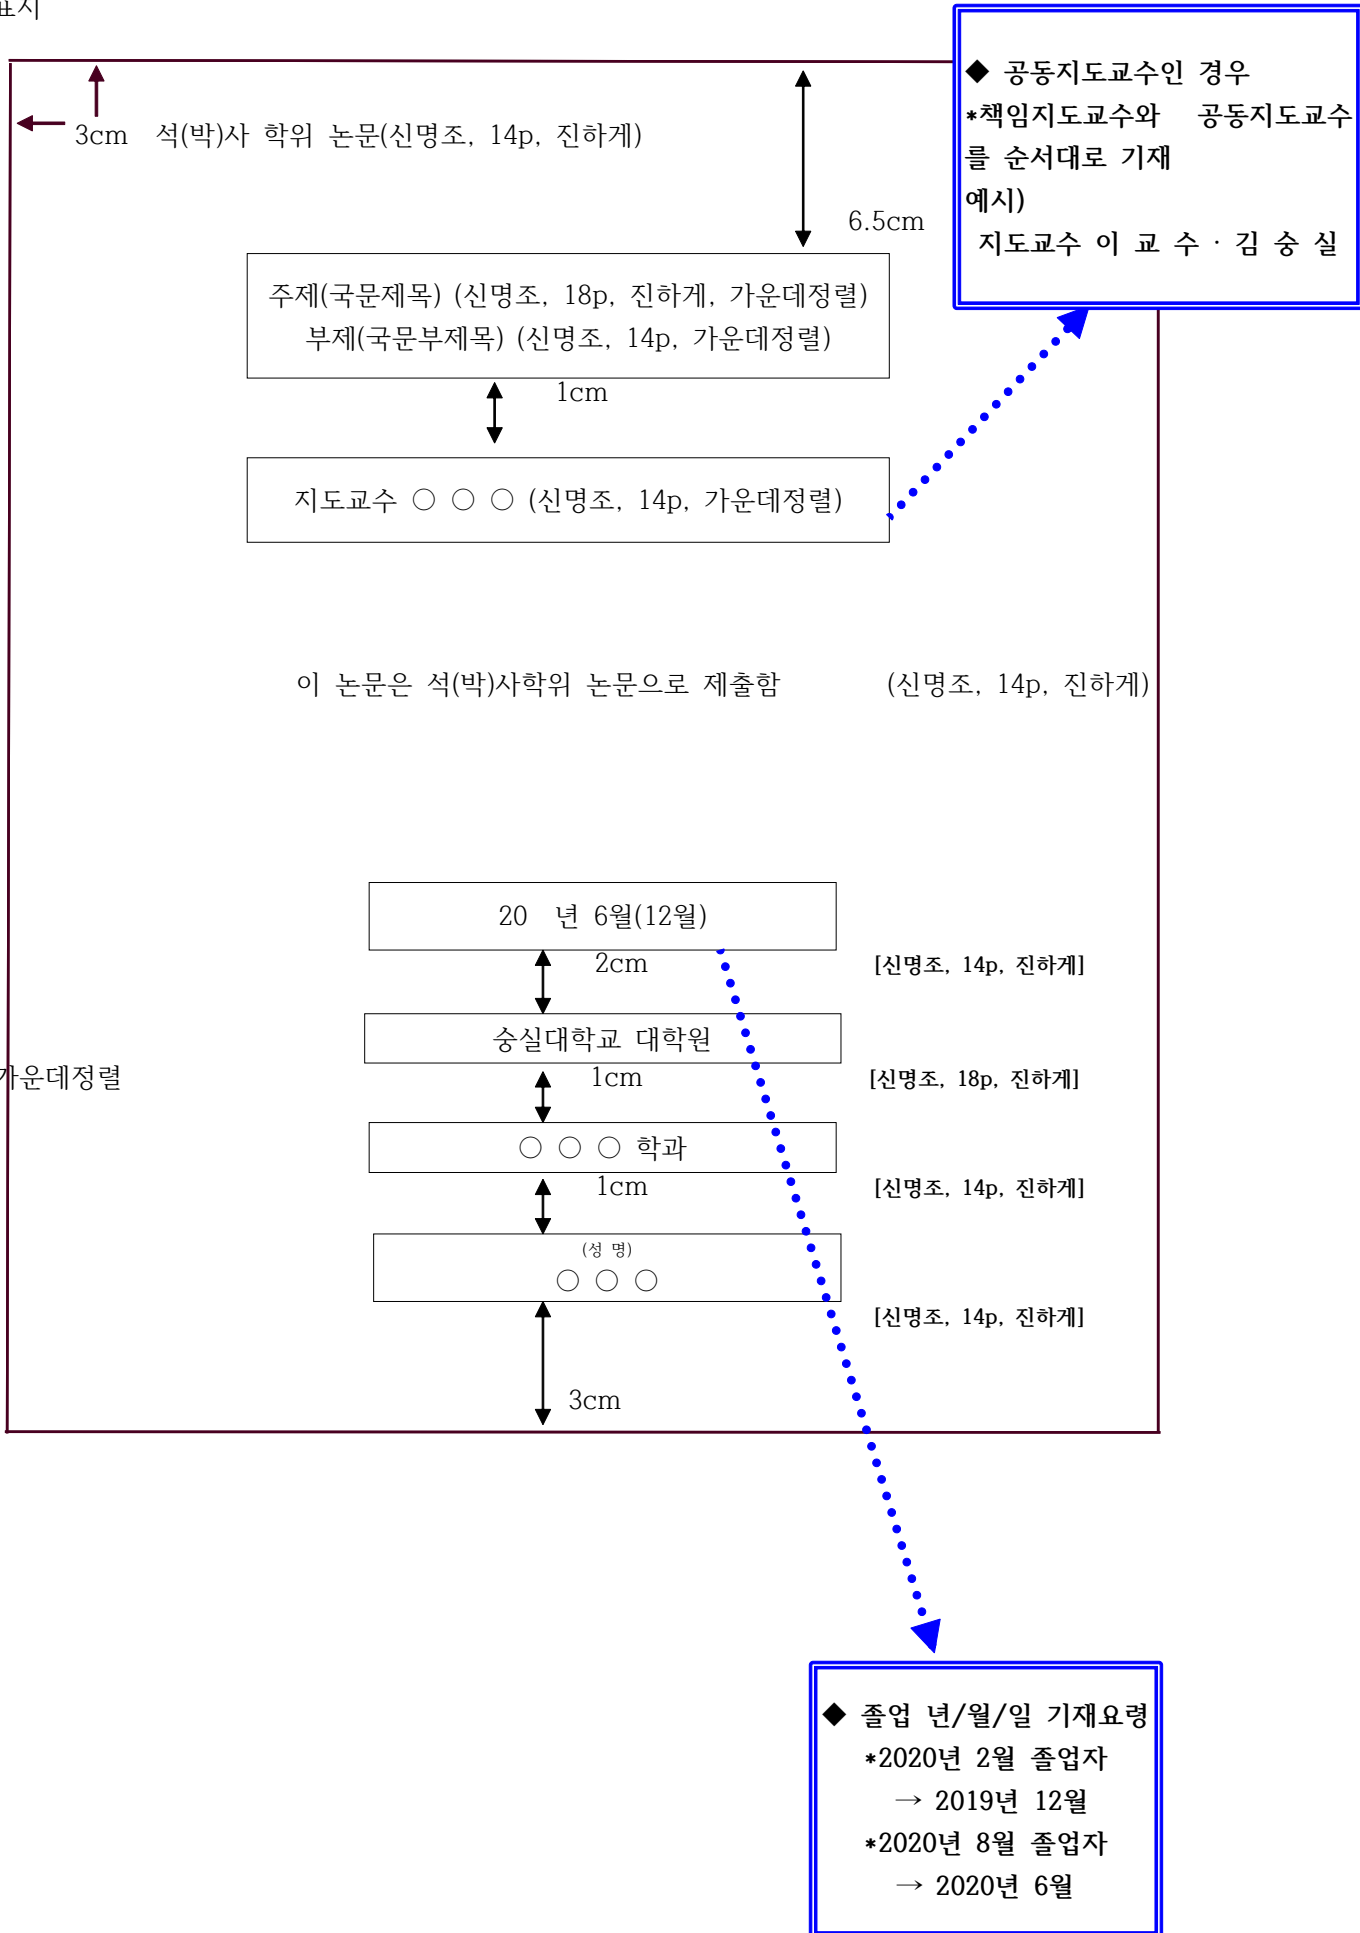 표시
◆ 공동지도교수인 경우
*책임지도교수와 공동지도교수
를 순서대로 기재
예시)
지도교수 이 교 수 · 김 숭 실
3cm 석(박)사 학위 논문(신명조, 14p, 진하게)
6.5cm
주제(국문제목) (신명조, 18p, 진하게, 가운데정렬)
부제(국문부제목) (신명조, 14p, 가운데정렬)
1cm
지도교수 ○ ○ ○ (신명조, 14p, 가운데정렬)
이 논문은 석(박)사학위 논문으로 제출함 (신명조, 14p, 진하게)
20 년 6월(12월)
2cm [신명조, 14p, 진하게]
숭실대학교 대학원
가운데정렬 1cm [신명조, 18p, 진하게]
○ ○ ○ 학과
1cm [신명조, 14p, 진하게]
(성 명)
○ ○ ○
[신명조, 14p, 진하게]
3cm
◆ 졸업 년/월/일 기재요령
*2020년 2월 졸업자
→ 2019년 12월
*2020년 8월 졸업자
→ 2020년 6월